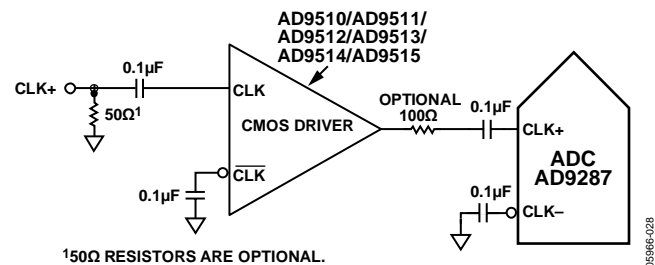 AD9510/AD9511/
AD9512/AD9513/
AD9514/AD9515
CLK+
0.1µF
50Ω¹
CLK
CMOS DRIVER
OPTIONAL
100Ω
0.1µF
CLK+
ADC
AD9287
C̅L̅K̅
0.1µF
0.1µF
CLK–
¹50Ω RESISTORS ARE OPTIONAL.
05966-028